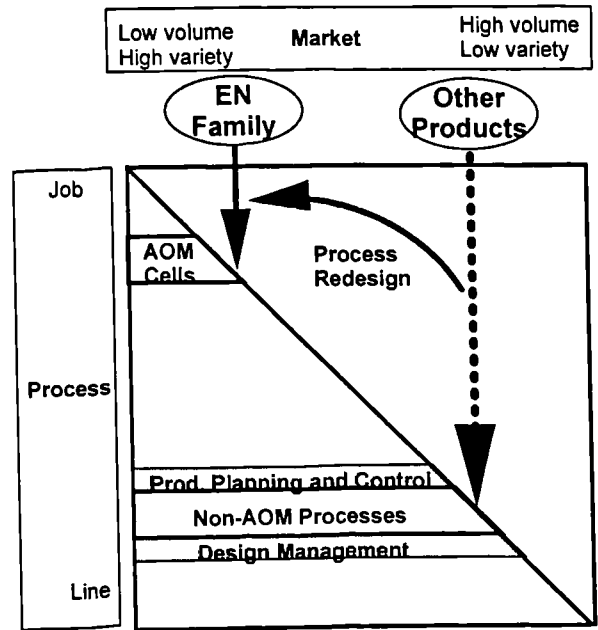 Low volume
High variety
Market
High volume
Low variety
EN
Family
Other
Products
Job
AOM
Cells
Process
Redesign
Process
Prod. Planning and Control
Non-AOM Processes
Design Management
Line